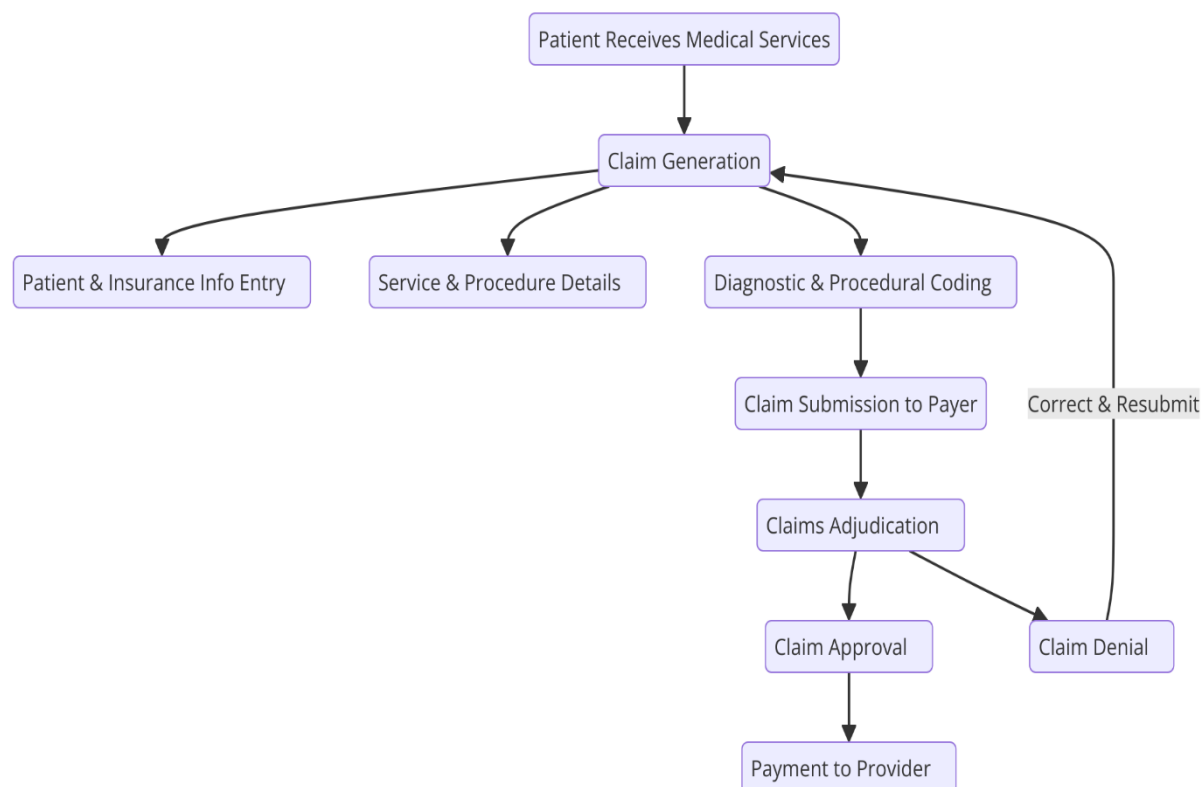 Patient Receives Medical Services
Claim Generation
Patient & Insurance Info Entry
Service & Procedure Details
Diagnostic & Procedural Coding
Claim Submission to Payer
Correct & Resubmit
Claims Adjudication
Claim Approval
Claim Denial
Payment to Provider